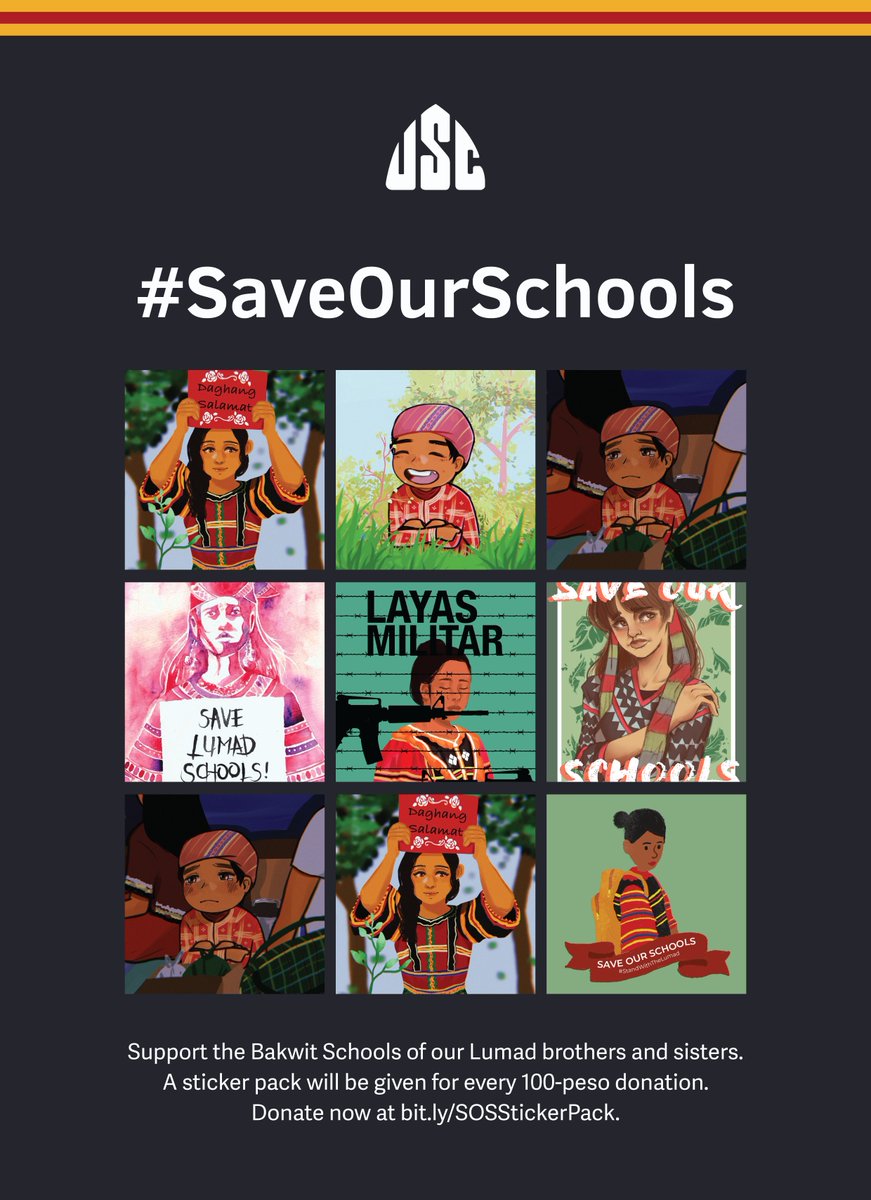 USC
#SaveOurSchools
Daghang
Salamat
SAVE
LUMAD
SCHOOLS!
LAYAS
MILITAR
SAVE OUR
SCHOOLS
Daghang
Salamat
SAVE OUR SCHOOLS
#StandWithTheLumad
Support the Bakwit Schools of our Lumad brothers and sisters.
A sticker pack will be given for every 100-peso donation.
Donate now at bit.ly/SOSStickerPack.